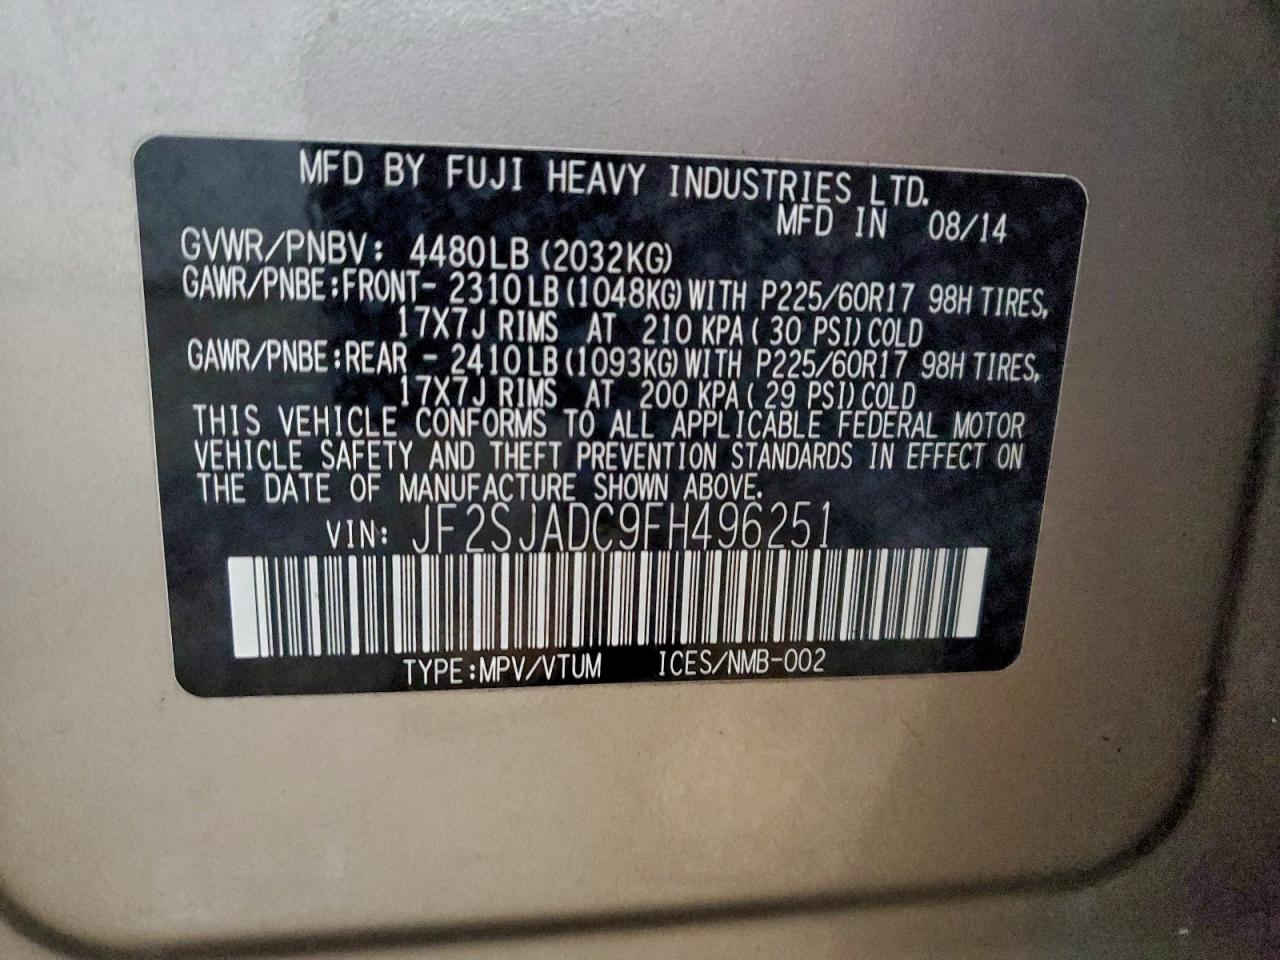 MFD BY FUJI HEAVY INDUSTRIES LTD.
MFD IN 08/14
GVWR/PNBV: 4480LB (2032KG)
GAWR/PNBE:FRONT- 2310LB(1048KG)WITH P225/60R17 98H TIRES,
17X7J RIMS AT 210 KPA(30 PSI)COLD
GAWR/PNBE:REAR - 2410LB(1093KG)WITH P225/60R17 98H TIRES,
17X7J RIMS AT 200 KPA(29 PSI)COLD
THIS VEHICLE CONFORMS TO ALL APPLICABLE FEDERAL MOTOR
VEHICLE SAFETY AND THEFT PREVENTION STANDARDS IN EFFECT ON
THE DATE OF MANUFACTURE SHOWN ABOVE.
VIN: JF2SJADC9FH496251
TYPE:MPV/VTUM ICES/NMB-002